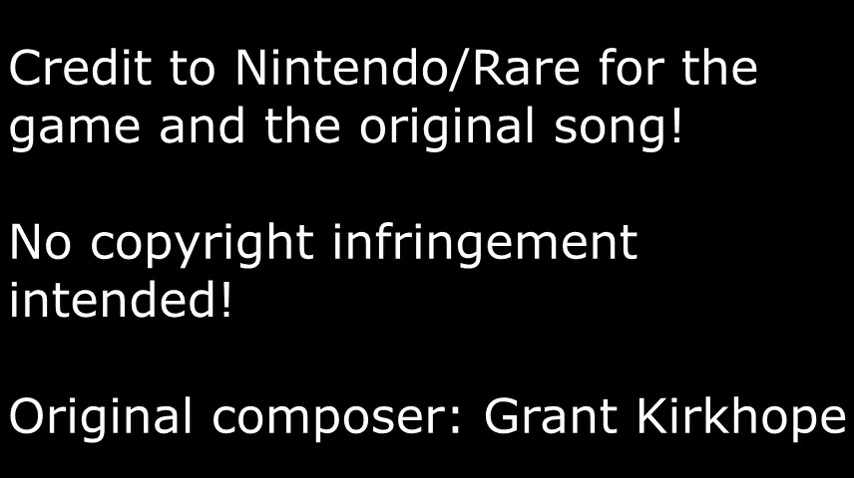 Credit to Nintendo/Rare for the
game and the original song!
No copyright infringement
intended!
Original composer: Grant Kirkhope